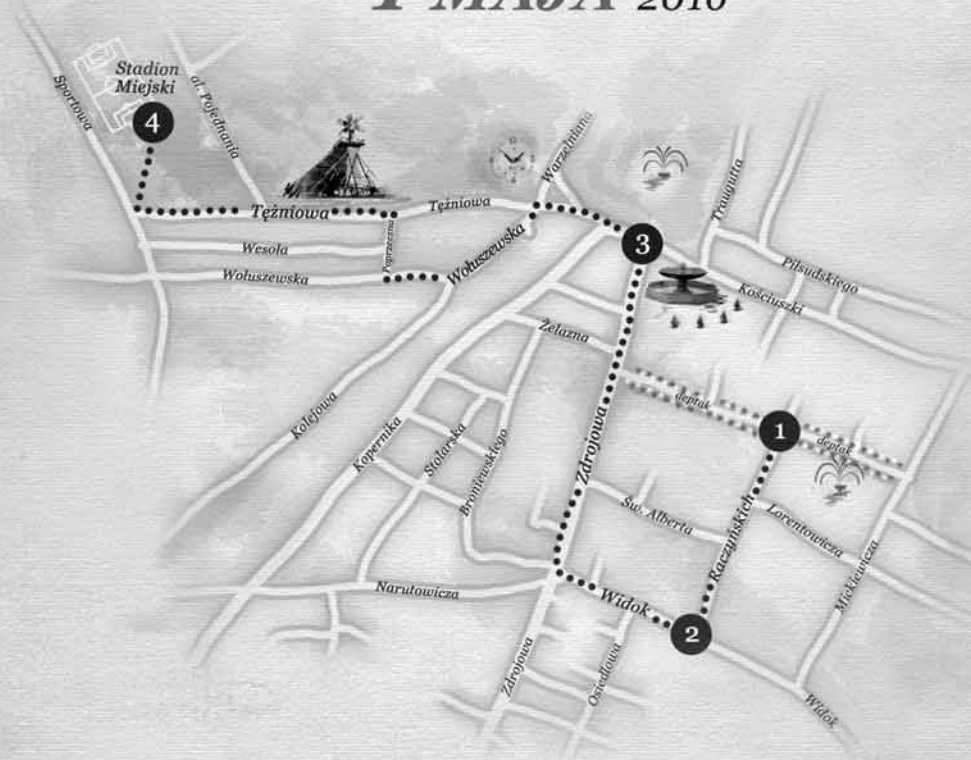 1 MAJA 2010
Stadion
Miejski
Sportowa
al. Pojednania
4
Tężniowa
Tężniowa
Warzelniana
Wesoła
Poprzeczna
Wołuszewska
Wołuszewska
3
Traugutta
Piłsudskiego
Kościuszki
Żelazna
deptak
1
deptak
Kolejowa
Kopernika
Stolarska
Broniewskiego
Zdrojowa
Św. Alberta
Raczyńskich
Lorentowicza
Mickiewicza
Narutowicza
Widok
2
Zdrojowa
Osiedlowa
Widok